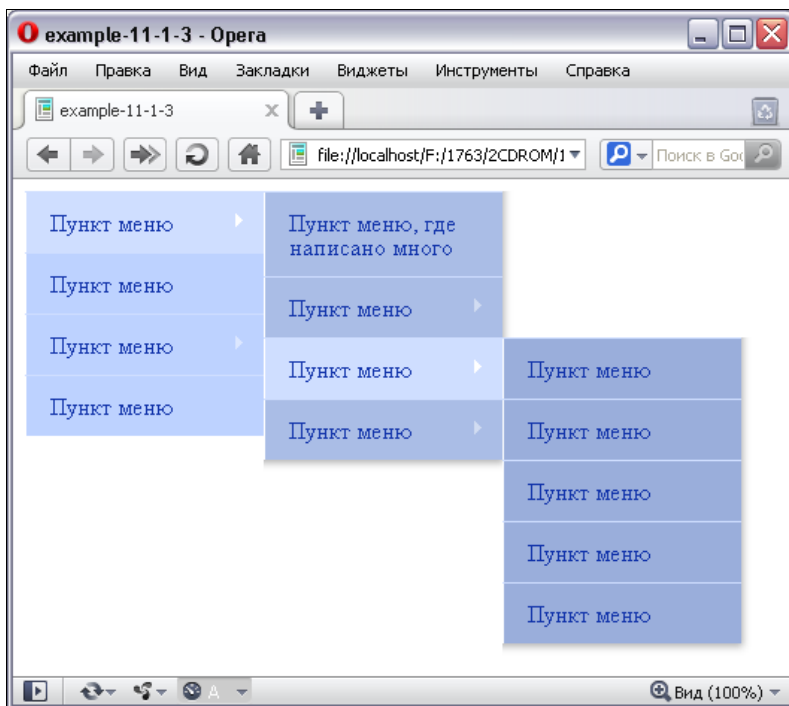 example-11-1-3 - Opera
Файл Правка Вид Закладки Виджеты Инструменты Справка
example-11-1-3
file://localhost/F:/1763/2CDROM/1 Поиск в Goo
Пункт меню
Пункт меню
Пункт меню
Пункт меню
Пункт меню, где
написано много
Пункт меню
Пункт меню
Пункт меню
Пункт меню
Пункт меню
Пункт меню
Пункт меню
Пункт меню
A
Вид (100%)